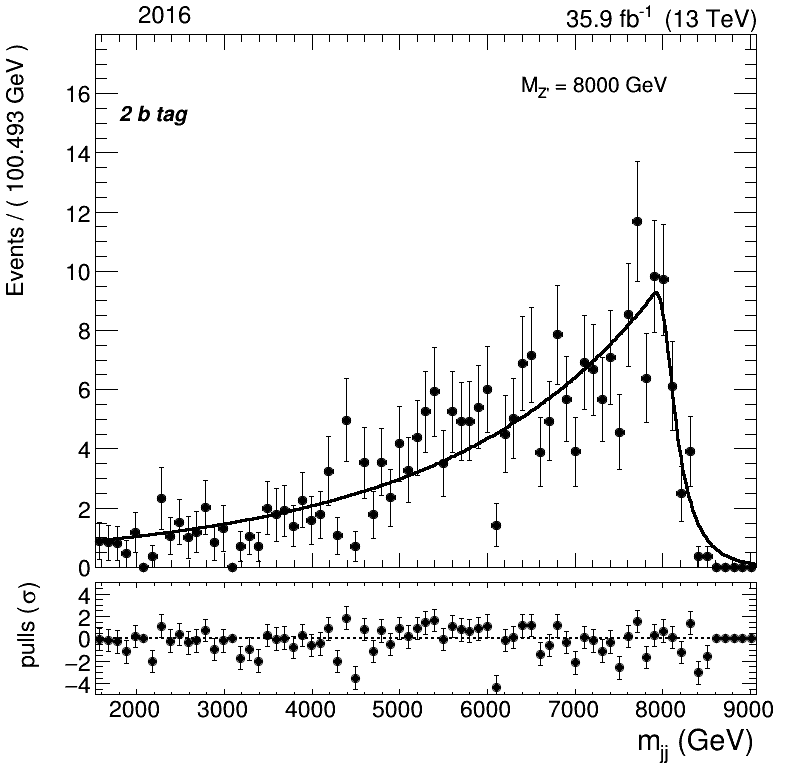 2016 35.9 fb⁻¹ (13 TeV)
Events / ( 100.493 GeV )
M_Z' = 8000 GeV
2 b tag
16
14
12
10
8
6
4
2
0
pulls (σ)
4
2
0
−2
−4
2000 3000 4000 5000 6000 7000 8000 9000
m_jj (GeV)